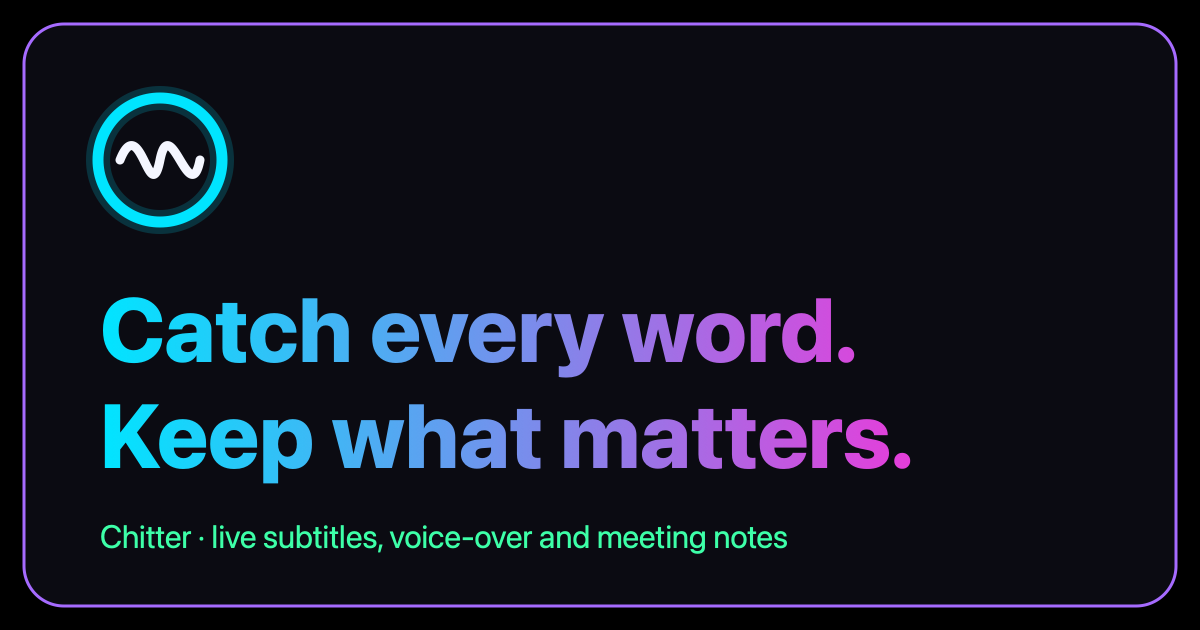 Catch every word.
Keep what matters.
Chitter · live subtitles, voice-over and meeting notes